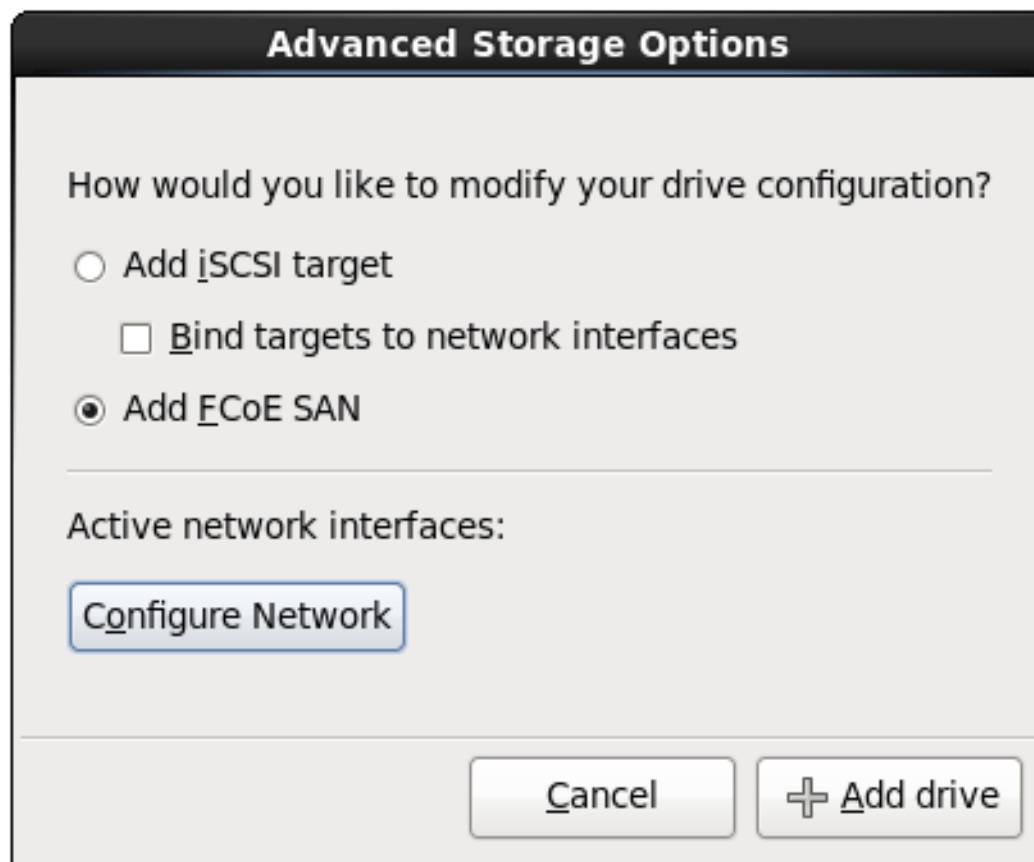 Advanced Storage Options
How would you like to modify your drive configuration?
Add iSCSI target
Bind targets to network interfaces
Add FCoE SAN
Active network interfaces:
Configure Network
Cancel
Add drive